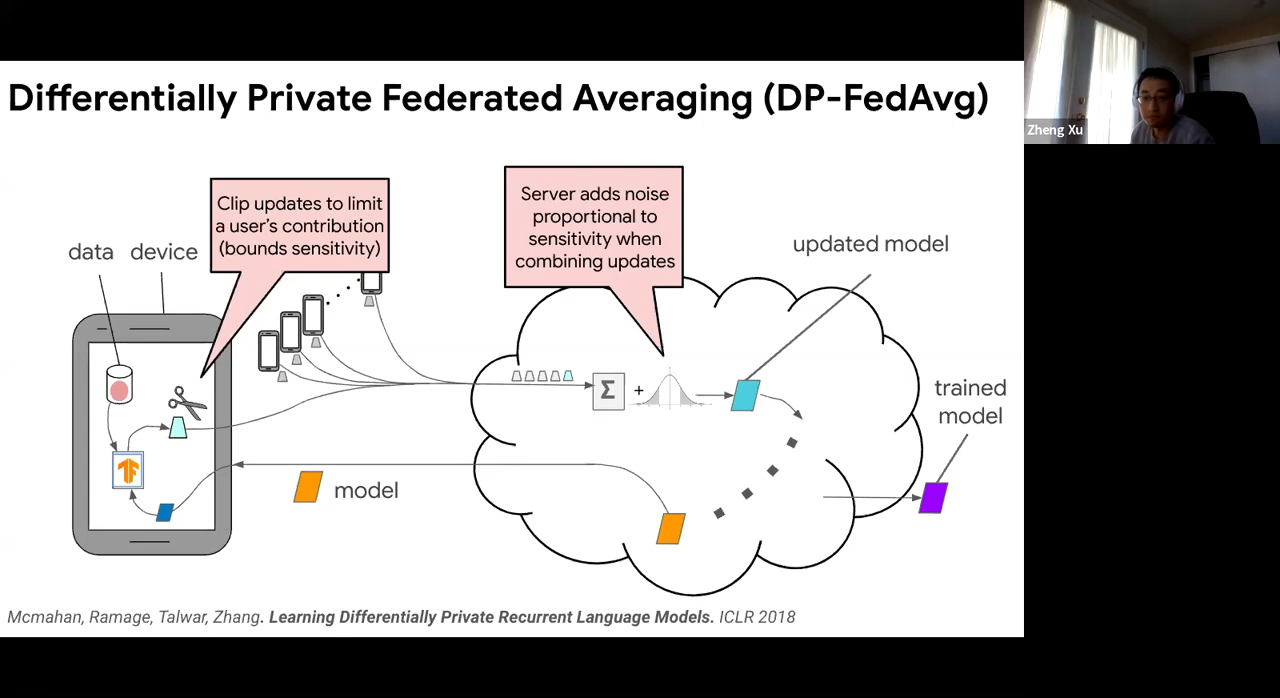 Differentially Private Federated Averaging (DP-FedAvg)
Zheng Xu
Clip updates to limit
a user's contribution
(bounds sensitivity)
Server adds noise
proportional to
sensitivity when
combining updates
data device
updated model
Σ +
trained
model
model
Mcmahan, Ramage, Talwar, Zhang. Learning Differentially Private Recurrent Language Models. ICLR 2018